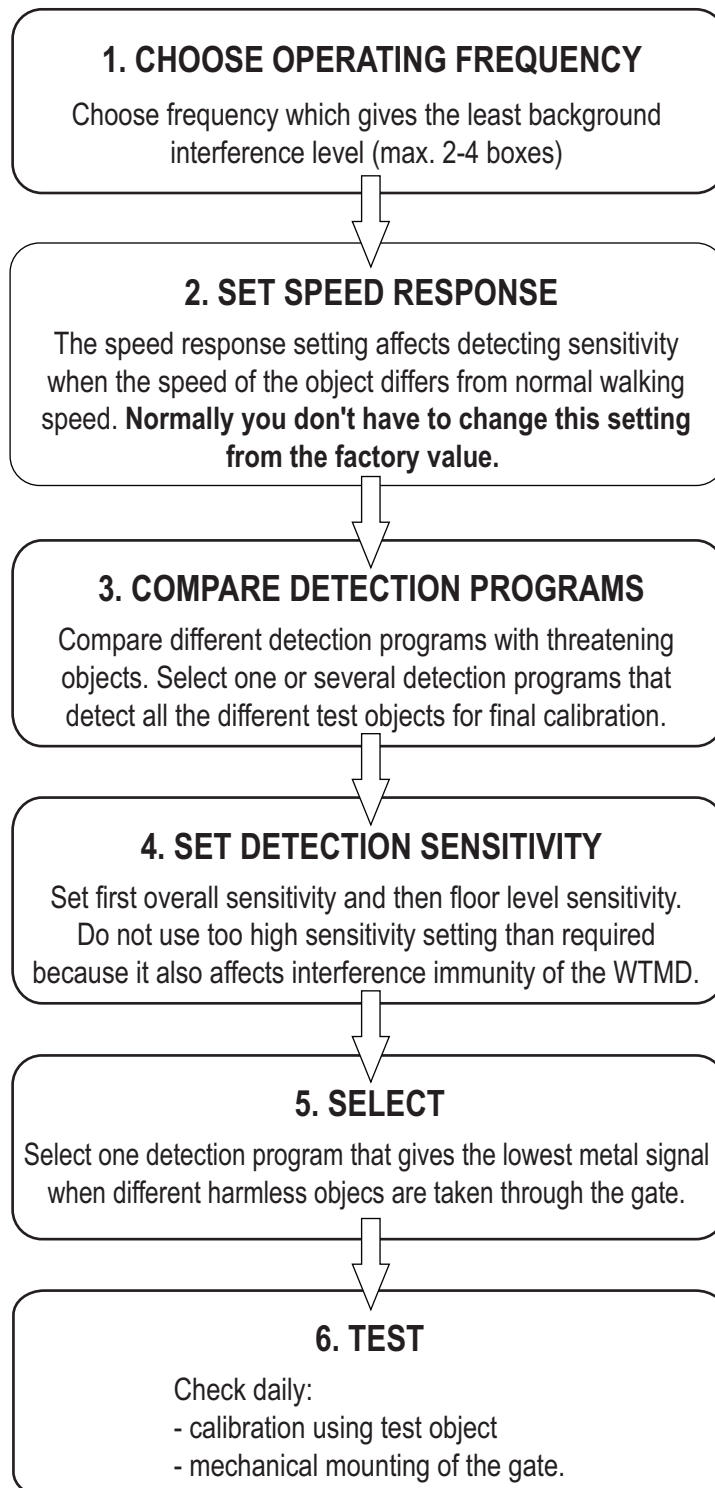 1. CHOOSE OPERATING FREQUENCY
Choose frequency which gives the least background
interference level (max. 2-4 boxes)
2. SET SPEED RESPONSE
The speed response setting affects detecting sensitivity
when the speed of the object differs from normal walking
speed. Normally you don't have to change this setting
from the factory value.
3. COMPARE DETECTION PROGRAMS
Compare different detection programs with threatening
objects. Select one or several detection programs that
detect all the different test objects for final calibration.
4. SET DETECTION SENSITIVITY
Set first overall sensitivity and then floor level sensitivity.
Do not use too high sensitivity setting than required
because it also affects interference immunity of the WTMD.
5. SELECT
Select one detection program that gives the lowest metal signal
when different harmless objecs are taken through the gate.
6. TEST
Check daily:
- calibration using test object
- mechanical mounting of the gate.